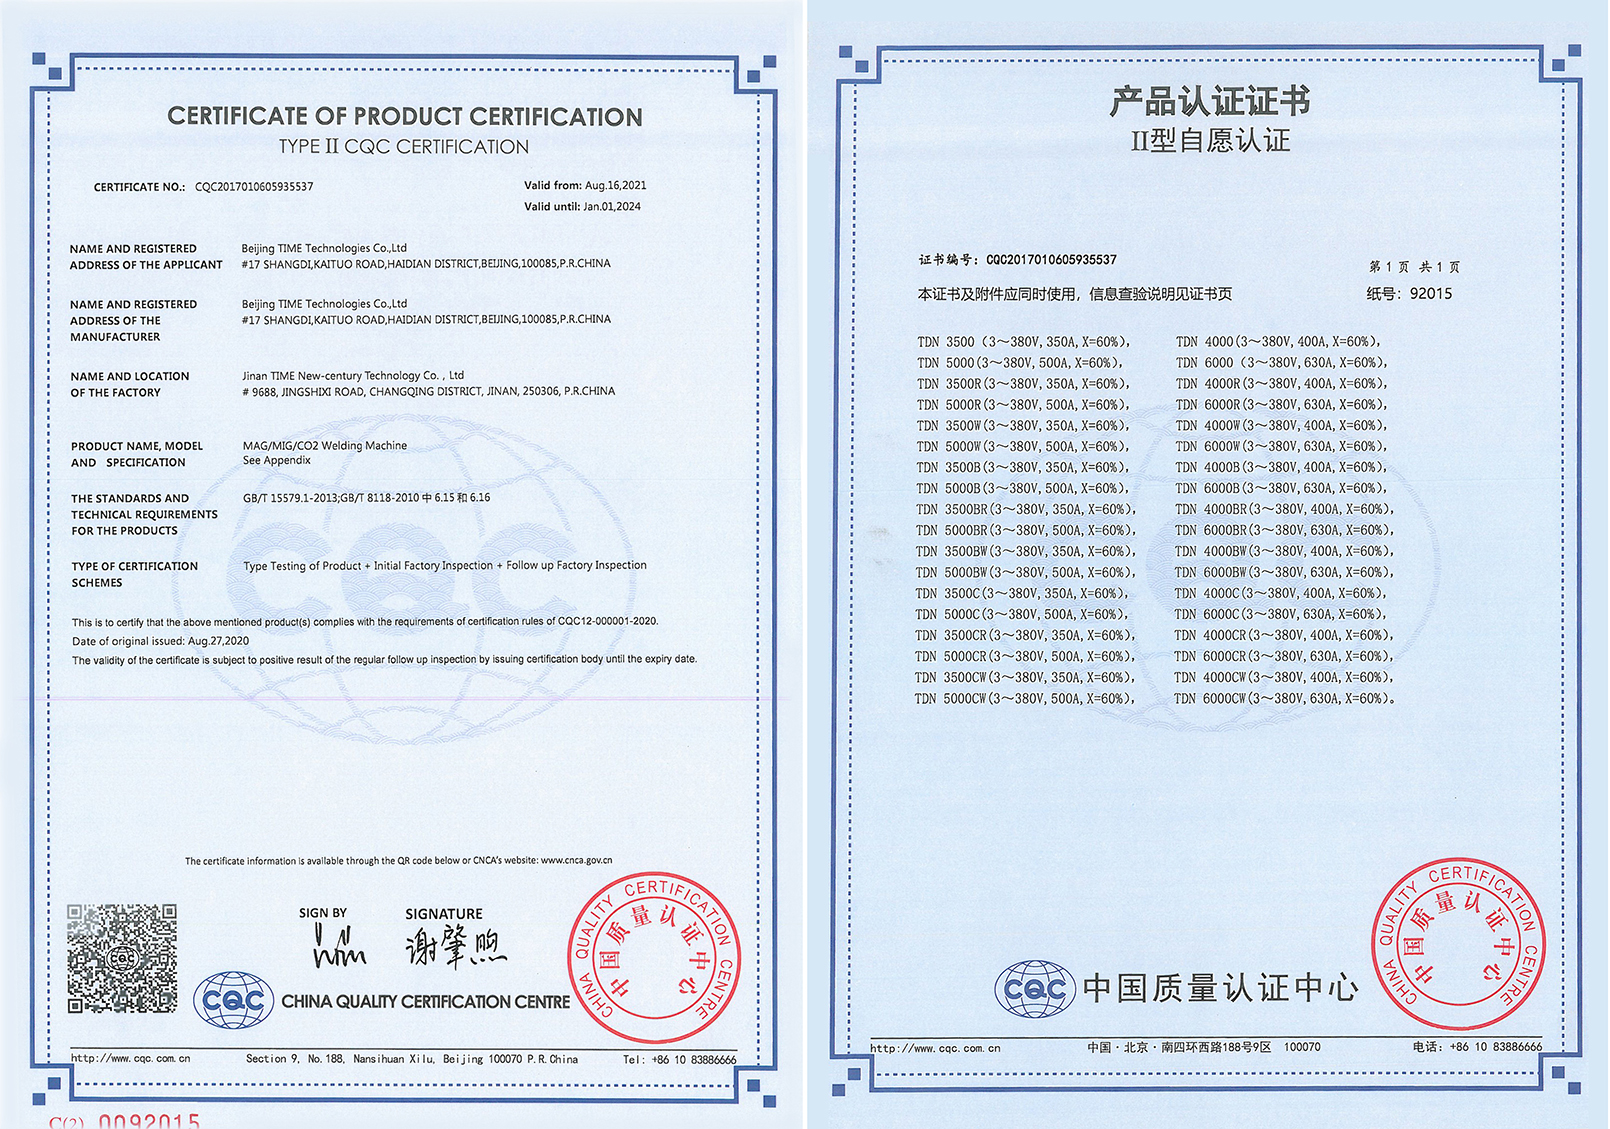 CERTIFICATE OF PRODUCT CERTIFICATION
TYPE II CQC CERTIFICATION
CERTIFICATE NO.: CQC2017010605935537
Valid from: Aug.16,2021
Valid until: Jan.01,2024
NAME AND REGISTERED
ADDRESS OF THE APPLICANT
Beijing TIME Technologies Co.,Ltd
#17 SHANGDI,KAITUO ROAD,HAIDIAN DISTRICT,BEIJING,100085,P.R.CHINA
NAME AND REGISTERED
ADDRESS OF THE
MANUFACTURER
Beijing TIME Technologies Co.,Ltd
#17 SHANGDI,KAITUO ROAD,HAIDIAN DISTRICT,BEIJING,100085,P.R.CHINA
NAME AND LOCATION
OF THE FACTORY
Jinan TIME New-century Technology Co. , Ltd
# 9688, JINGSHIXI ROAD, CHANGQING DISTRICT, JINAN, 250306, P.R.CHINA
PRODUCT NAME, MODEL
AND SPECIFICATION
MAG/MIG/CO2 Welding Machine
See Appendix
THE STANDARDS AND
TECHNICAL REQUIREMENTS
FOR THE PRODUCTS
GB/T 15579.1-2013;GB/T 8118-2010 中 6.15 和 6.16
TYPE OF CERTIFICATION
SCHEMES
Type Testing of Product + Initial Factory Inspection + Follow up Factory Inspection
This is to certify that the above mentioned product(s) complies with the requirements of certification rules of CQC12-000001-2020.
Date of original issued: Aug.27,2020
The validity of the certificate is subject to positive result of the regular follow up inspection by issuing certification body until the expiry date.
CQC
The certificate information is available through the QR code below or CNCA's website: www.cnca.gov.cn
SIGN BY
SIGNATURE
谢肇煦
CQC
CQC
CHINA QUALITY CERTIFICATION CENTRE
CHINA QUALITY CERTIFICATION CENTRE
中国质量认证中心
http://www.cqc.com.cn
Section 9, No.188, Nansihuan Xilu, Beijing 100070 P.R.China
Tel: +86 10 83886666
C(2) 0092015
产品认证证书
II型自愿认证
证书编号: CQC2017010605935537
第 1 页 共 1 页
本证书及附件应同时使用，信息查验说明见证书页
纸号: 92015
TDN 3500 (3～380V, 350A, X=60%), TDN 4000(3～380V, 400A, X=60%),
TDN 5000(3～380V, 500A, X=60%), TDN 6000 (3～380V, 630A, X=60%),
TDN 3500R(3～380V, 350A, X=60%), TDN 4000R(3～380V, 400A, X=60%),
TDN 5000R(3～380V, 500A, X=60%), TDN 6000R(3～380V, 630A, X=60%),
TDN 3500W(3～380V, 350A, X=60%), TDN 4000W(3～380V, 400A, X=60%),
TDN 5000W(3～380V, 500A, X=60%), TDN 6000W(3～380V, 630A, X=60%),
TDN 3500B(3～380V, 350A, X=60%), TDN 4000B(3～380V, 400A, X=60%),
TDN 5000B(3～380V, 500A, X=60%), TDN 6000B(3～380V, 630A, X=60%),
TDN 3500BR(3～380V, 350A, X=60%), TDN 4000BR(3～380V, 400A, X=60%),
TDN 5000BR(3～380V, 500A, X=60%), TDN 6000BR(3～380V, 630A, X=60%),
TDN 3500BW(3～380V, 350A, X=60%), TDN 4000BW(3～380V, 400A, X=60%),
TDN 5000BW(3～380V, 500A, X=60%), TDN 6000BW(3～380V, 630A, X=60%),
TDN 3500C(3～380V, 350A, X=60%), TDN 4000C(3～380V, 400A, X=60%),
TDN 5000C(3～380V, 500A, X=60%), TDN 6000C(3～380V, 630A, X=60%),
TDN 3500CR(3～380V, 350A, X=60%), TDN 4000CR(3～380V, 400A, X=60%),
TDN 5000CR(3～380V, 500A, X=60%), TDN 6000CR(3～380V, 630A, X=60%),
TDN 3500CW(3～380V, 350A, X=60%), TDN 4000CW(3～380V, 400A, X=60%),
TDN 5000CW(3～380V, 500A, X=60%), TDN 6000CW(3～380V, 630A, X=60%)。
CQC
中国质量认证中心
CHINA QUALITY CERTIFICATION CENTRE
中国质量认证中心
http://www.cqc.com.cn
中国·北京·南四环西路188号9区 100070
电话: +86 10 83886666